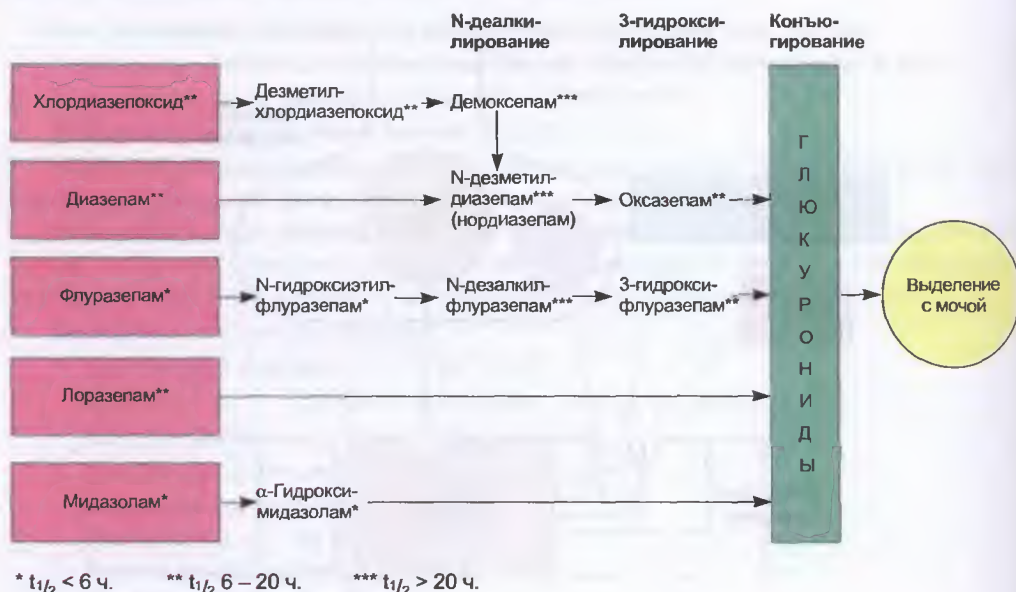 N-деалки-
лирование
3-гидрокси-
лирование
Конъю-
гирование
Хлордиазепоксид**
Дезметил-
хлордиазепоксид**
Демоксепам***
Диазепам**
N-дезметил-
диазепам***
(нордиазепам)
Оксазепам**
Флуразепам*
N-гидроксиэтил-
флуразепам*
N-дезалкил-
флуразепам***
3-гидрокси-
флуразепам**
Лоразепам**
Мидазолам*
α-Гидрокси-
мидазолам*
Г
Л
Ю
К
У
Р
О
Н
И
Д
Ы
Выделение
с мочой
* t1/2 < 6 ч. ** t1/2 6 – 20 ч. *** t1/2 > 20 ч.